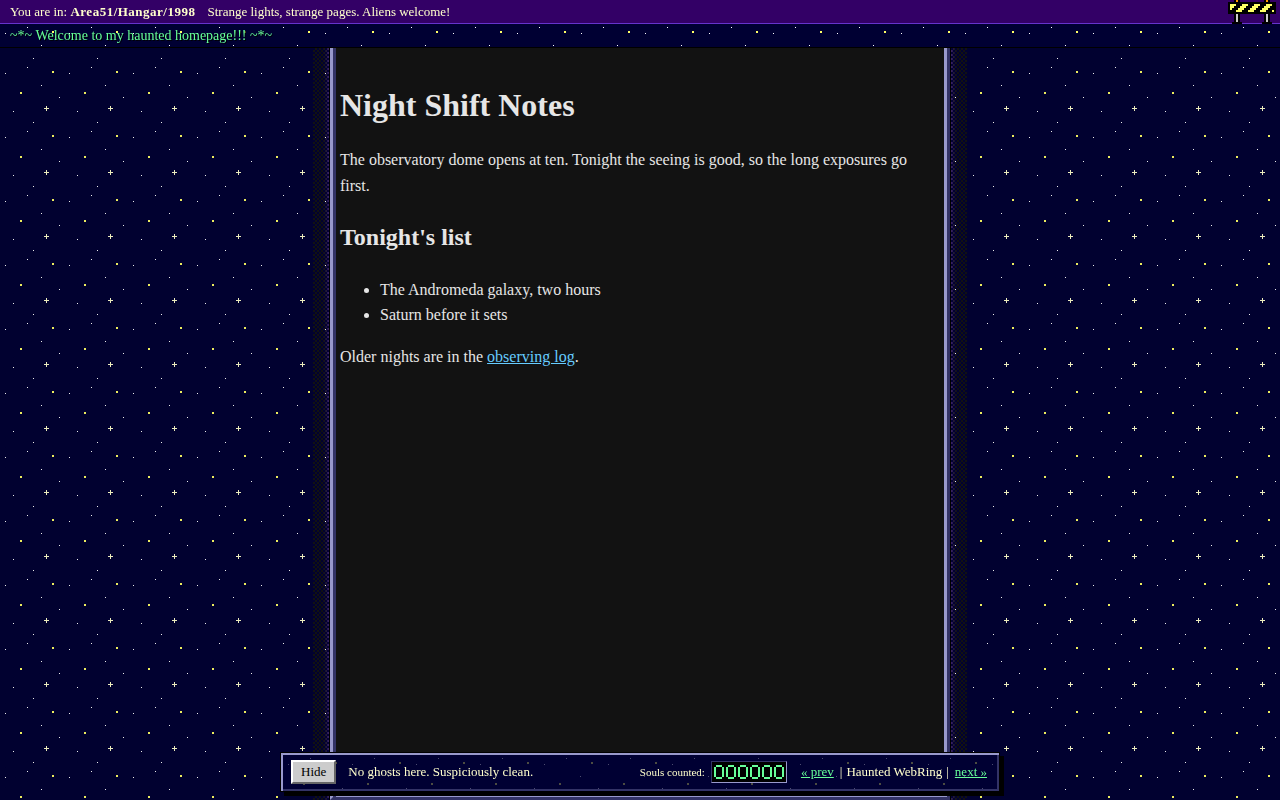 You are in: Area51/Hangar/1998 Strange lights, strange pages. Aliens welcome!
~*~ Welcome to my haunted homepage!!! ~*~
Night Shift Notes
The observatory dome opens at ten. Tonight the seeing is good, so the long exposures go
first.
Tonight's list
• The Andromeda galaxy, two hours
• Saturn before it sets
Older nights are in the observing log.
Hide No ghosts here. Suspiciously clean. Souls counted: 000000 « prev | Haunted WebRing | next »